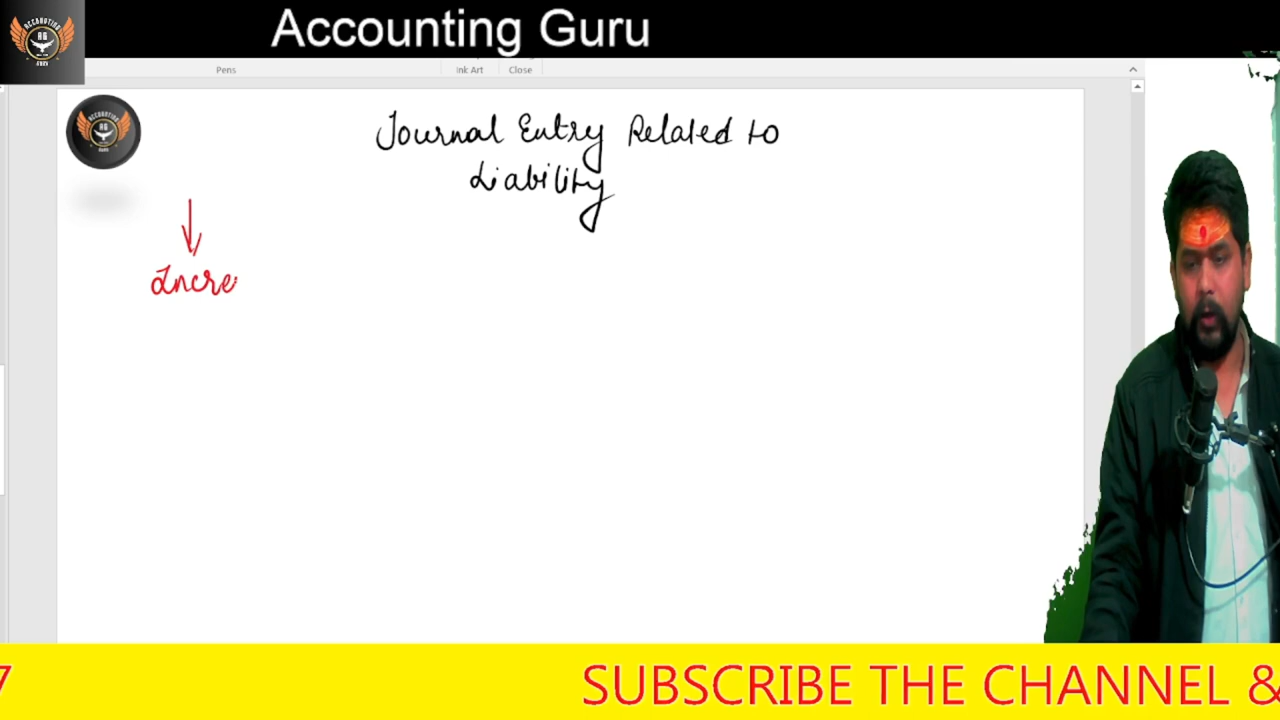 Accounting Guru
Pens
Ink Art
Close
Journal Entry Related to
Liability
Incre
SUBSCRIBE THE CHANNEL &